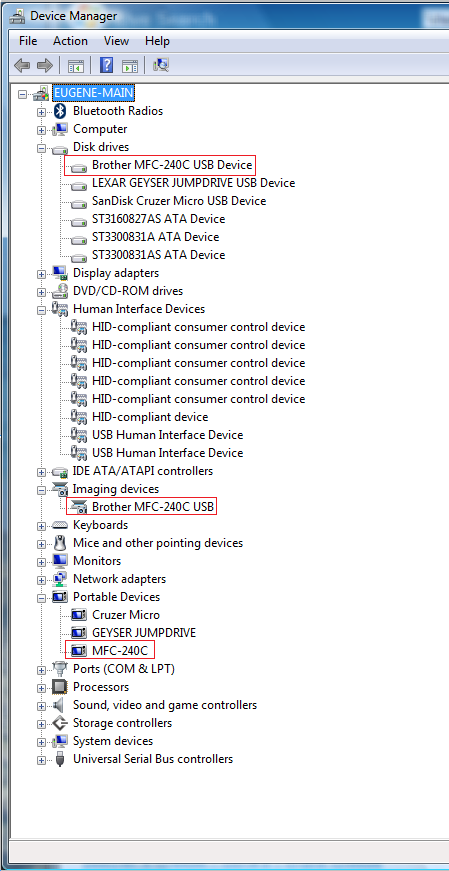 Device Manager
File Action View Help
EUGENE-MAIN
Bluetooth Radios
Computer
Disk drives
Brother MFC-240C USB Device
LEXAR GEYSER JUMPDRIVE USB Device
SanDisk Cruzer Micro USB Device
ST3160827AS ATA Device
ST3300831A ATA Device
ST3300831AS ATA Device
Display adapters
DVD/CD-ROM drives
Human Interface Devices
HID-compliant consumer control device
HID-compliant consumer control device
HID-compliant consumer control device
HID-compliant consumer control device
HID-compliant consumer control device
HID-compliant device
USB Human Interface Device
USB Human Interface Device
IDE ATA/ATAPI controllers
Imaging devices
Brother MFC-240C USB
Keyboards
Mice and other pointing devices
Monitors
Network adapters
Portable Devices
Cruzer Micro
GEYSER JUMPDRIVE
MFC-240C
Ports (COM & LPT)
Processors
Sound, video and game controllers
Storage controllers
System devices
Universal Serial Bus controllers